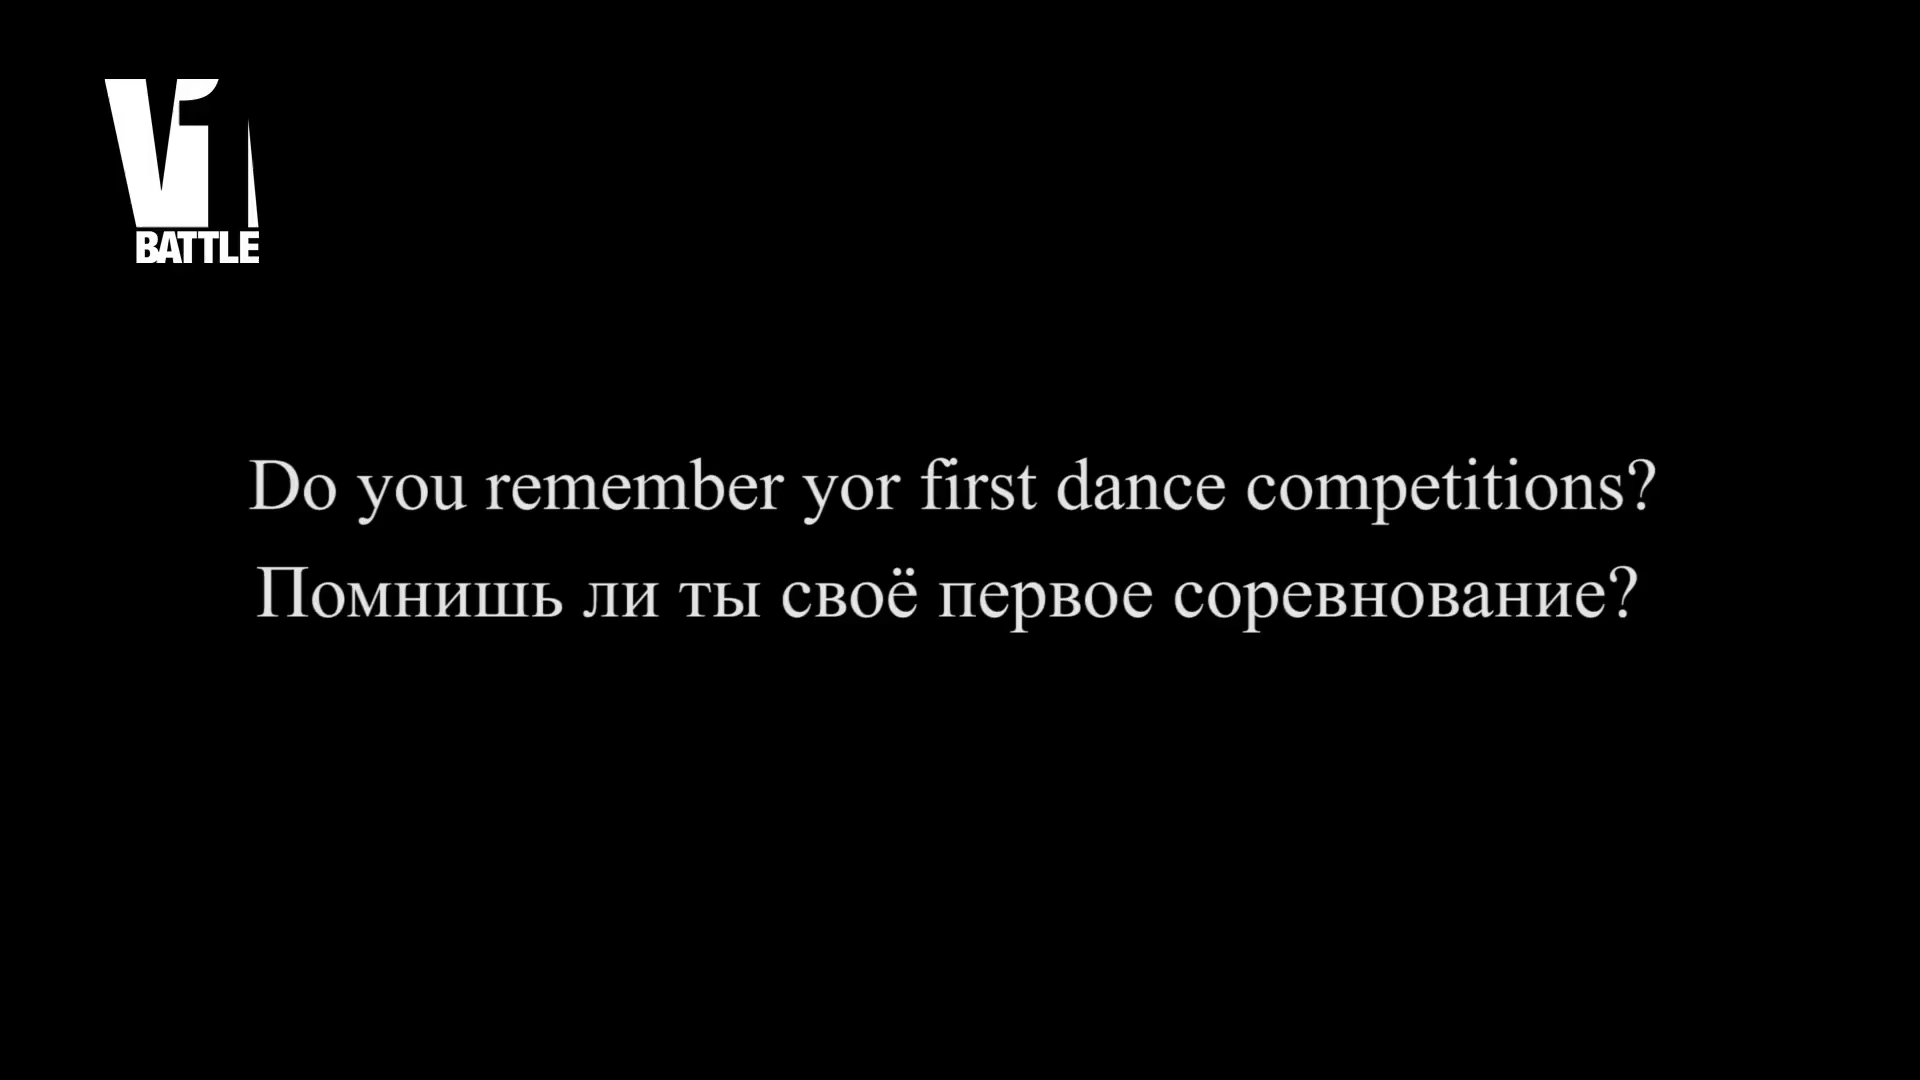 V1
BATTLE
Do you remember yor first dance competitions?
Помнишь ли ты своё первое соревнование?